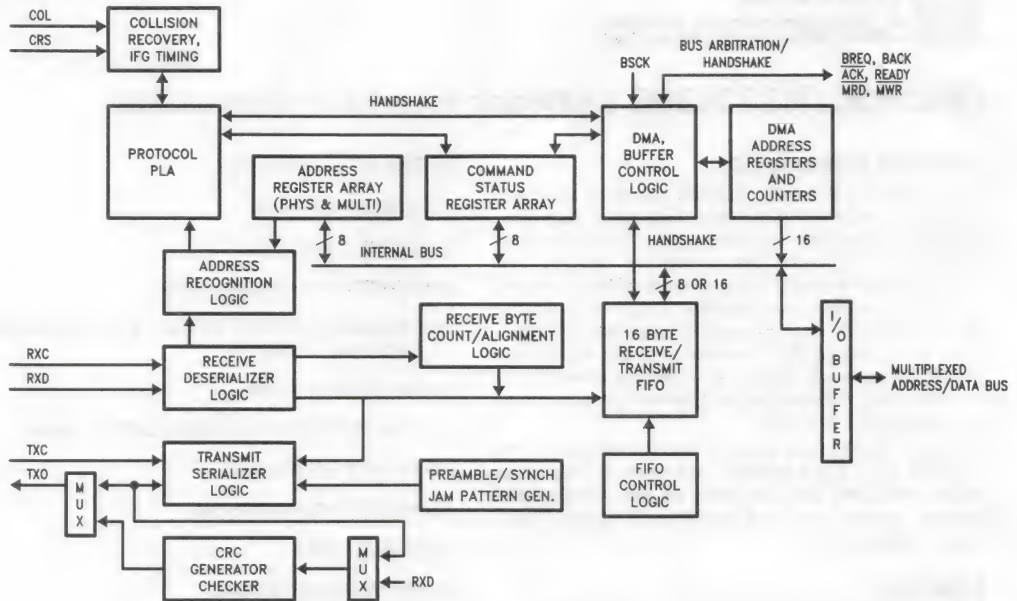 COL
CRS
COLLISION
RECOVERY,
IFG TIMING
BSCK
BUS ARBITRATION/
HANDSHAKE
BREQ, BACK
ACK, READY
MRD, MWR
HANDSHAKE
PROTOCOL
PLA
ADDRESS
REGISTER ARRAY
(PHYS & MULTI)
COMMAND
STATUS
REGISTER ARRAY
DMA,
BUFFER
CONTROL
LOGIC
DMA
ADDRESS
REGISTERS
AND
COUNTERS
8
8
16
INTERNAL BUS
HANDSHAKE
8 OR 16
ADDRESS
RECOGNITION
LOGIC
RXC
RXD
RECEIVE
DESERIALIZER
LOGIC
RECEIVE BYTE
COUNT/ALIGNMENT
LOGIC
16 BYTE
RECEIVE/
TRANSMIT
FIFO
I/O
BUFFER
MULTIPLEXED
ADDRESS/DATA BUS
TXC
TXO
TRANSMIT
SERIALIZER
LOGIC
PREAMBLE/ SYNCH
JAM PATTERN GEN.
FIFO
CONTROL
LOGIC
MUX
CRC
GENERATOR
CHECKER
MUX
RXD